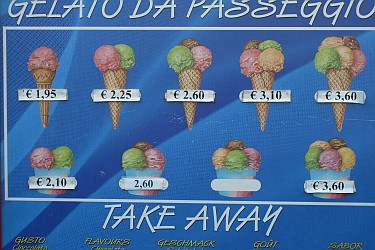 GELATO DA PASSEGGIO
€ 1,95 € 2,25 € 2,60 € 3,10 € 3,60
€ 2,10 2,60 € 3,60
TAKE AWAY
GUSTO FLAVOURS GESCHMACK GOÛT SABOR
Cioccolato